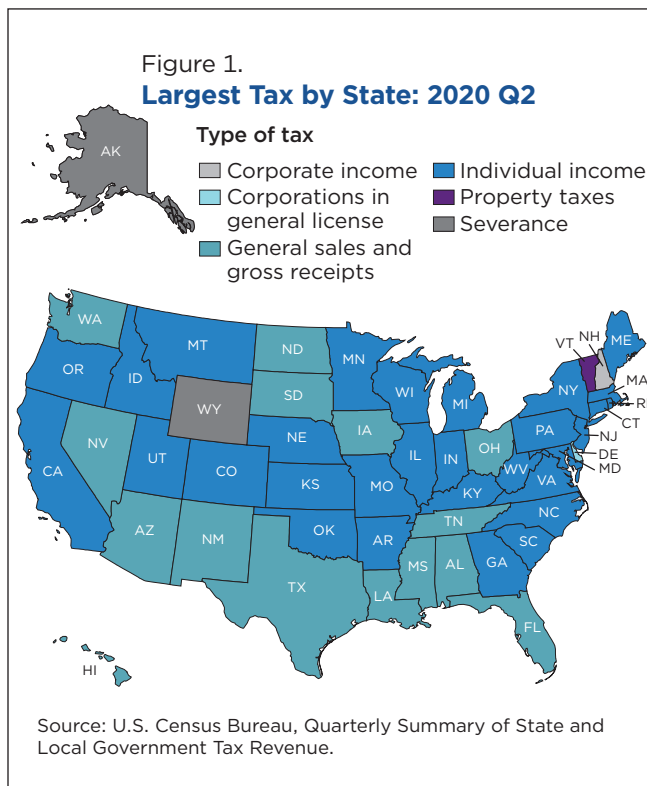 Figure 1.
Largest Tax by State: 2020 Q2
Type of tax
Corporate income
Corporations in
general license
General sales and
gross receipts
Individual income
Property taxes
Severance
AK
WA
MT
ND
MN
VT
NH
ME
OR
ID
SD
WI
MI
NY
MA
RI
CT
WY
NE
IA
IL
IN
OH
PA
NJ
DE
MD
NV
UT
CO
KS
MO
KY
WV
VA
CA
AZ
NM
OK
AR
TN
NC
SC
TX
LA
MS
AL
GA
FL
HI
Source: U.S. Census Bureau, Quarterly Summary of State and
Local Government Tax Revenue.